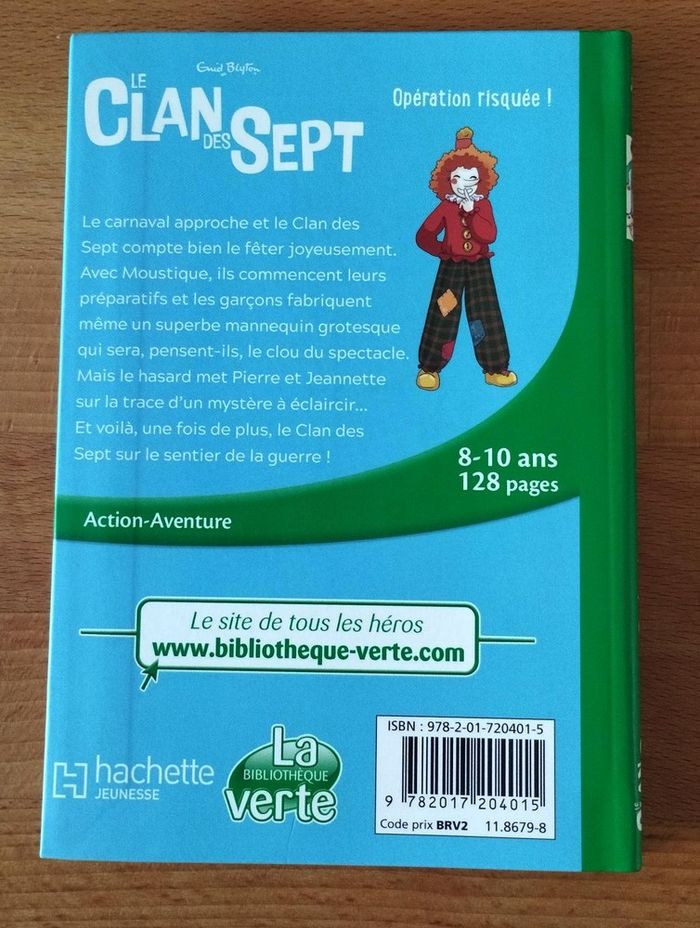 Enid Blyton
LE
CLAN
DES SEPT
Opération risquée !
Le carnaval approche et le Clan des
Sept compte bien le fêter joyeusement.
Avec Moustique, ils commencent leurs
préparatifs et les garçons fabriquent
même un superbe mannequin grotesque
qui sera, pensent-ils, le clou du spectacle.
Mais le hasard met Pierre et Jeannette
sur la trace d'un mystère à éclaircir...
Et voilà, une fois de plus, le Clan des
Sept sur le sentier de la guerre !
8-10 ans
128 pages
Action-Aventure
Le site de tous les héros
www.bibliotheque-verte.com
hachette
JEUNESSE
La
BIBLIOTHÈQUE
verte
ISBN : 978-2-01-720401-5
9 782017 204015
Code prix BRV2 11.8679-8